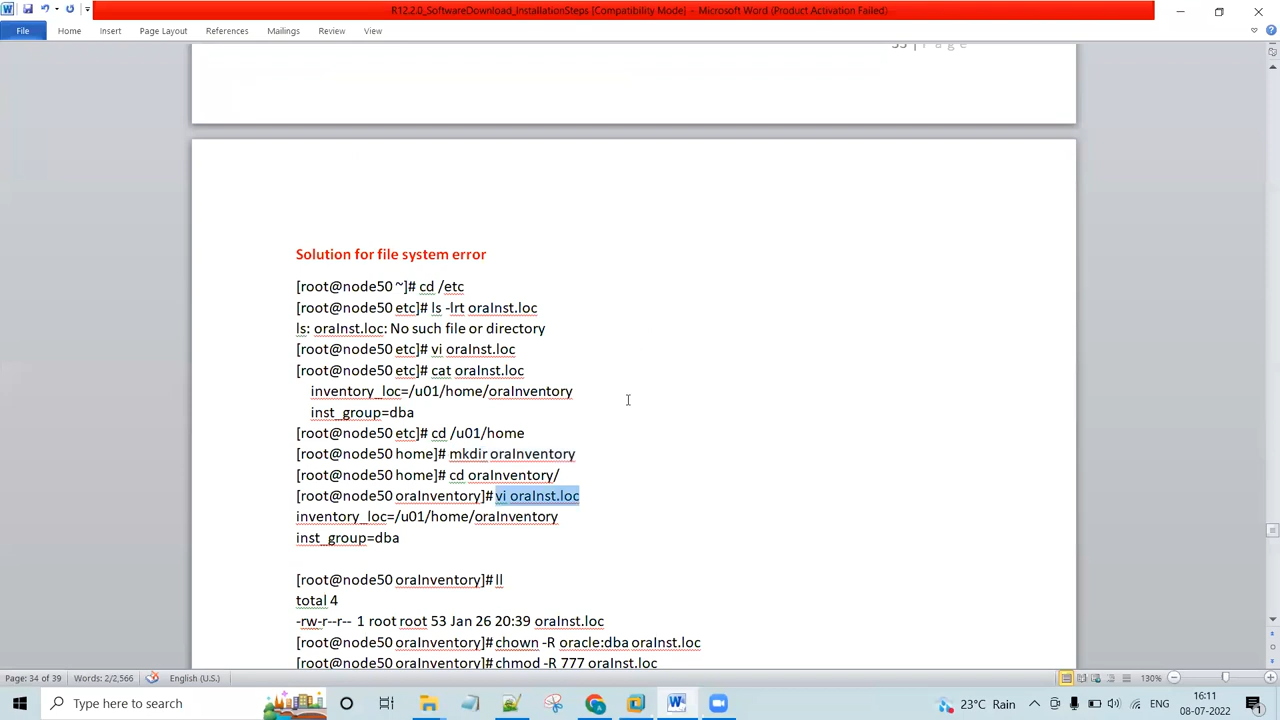 R12.2.0_SoftwareDownload_InstallationSteps [Compatibility Mode] - Microsoft Word (Product Activation Failed)
File Home Insert Page Layout References Mailings Review View
33 | Page
Solution for file system error
[root@node50 ~]# cd /etc
[root@node50 etc]# ls -lrt oraInst.loc
ls: oraInst.loc: No such file or directory
[root@node50 etc]# vi oraInst.loc
[root@node50 etc]# cat oraInst.loc
inventory_loc=/u01/home/oraInventory
inst_group=dba
[root@node50 etc]# cd /u01/home
[root@node50 home]# mkdir oraInventory
[root@node50 home]# cd oraInventory/
[root@node50 oraInventory]# vi oraInst.loc
inventory_loc=/u01/home/oraInventory
inst_group=dba
[root@node50 oraInventory]# ll
total 4
-rw-r--r-- 1 root root 53 Jan 26 20:39 oraInst.loc
[root@node50 oraInventory]# chown -R oracle:dba oraInst.loc
[root@node50 oraInventory]# chmod -R 777 oraInst.loc
Page: 34 of 39 Words: 2/2,566 English (U.S.) 130%
Type here to search
23°C Rain ENG 16:11
08-07-2022